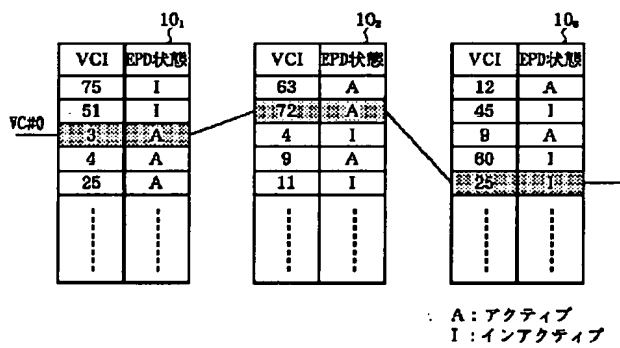 10₁ 10₂ 10₃
VCI EPD状態 VCI EPD状態 VCI EPD状態
75 I 63 A 12 A
51 I 72 A 45 I
VC#0 3 A 4 I 9 A
4 A 9 A 60 I
25 A 11 I 25 I
A:アクティブ
I:インアクティブ